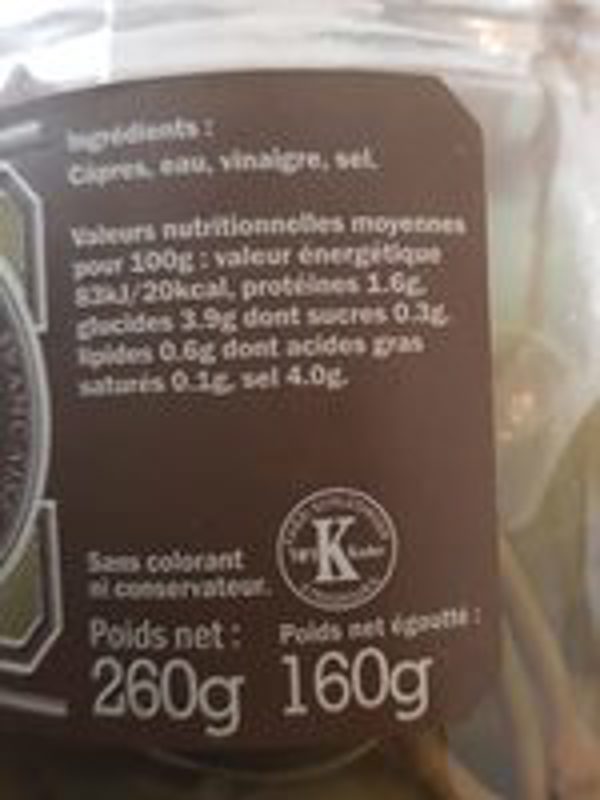 Ingrédients :
Câpres, eau, vinaigre, sel.
Valeurs nutritionnelles moyennes
pour 100g : valeur énergétique
83kJ/20kcal, protéines 1.6g,
glucides 3.9g dont sucres 0.3g,
lipides 0.6g dont acides gras
saturés 0.1g, sel 4.0g.
Sans colorant
ni conservateur.
K
Poids net : Poids net égoutté :
260g 160g